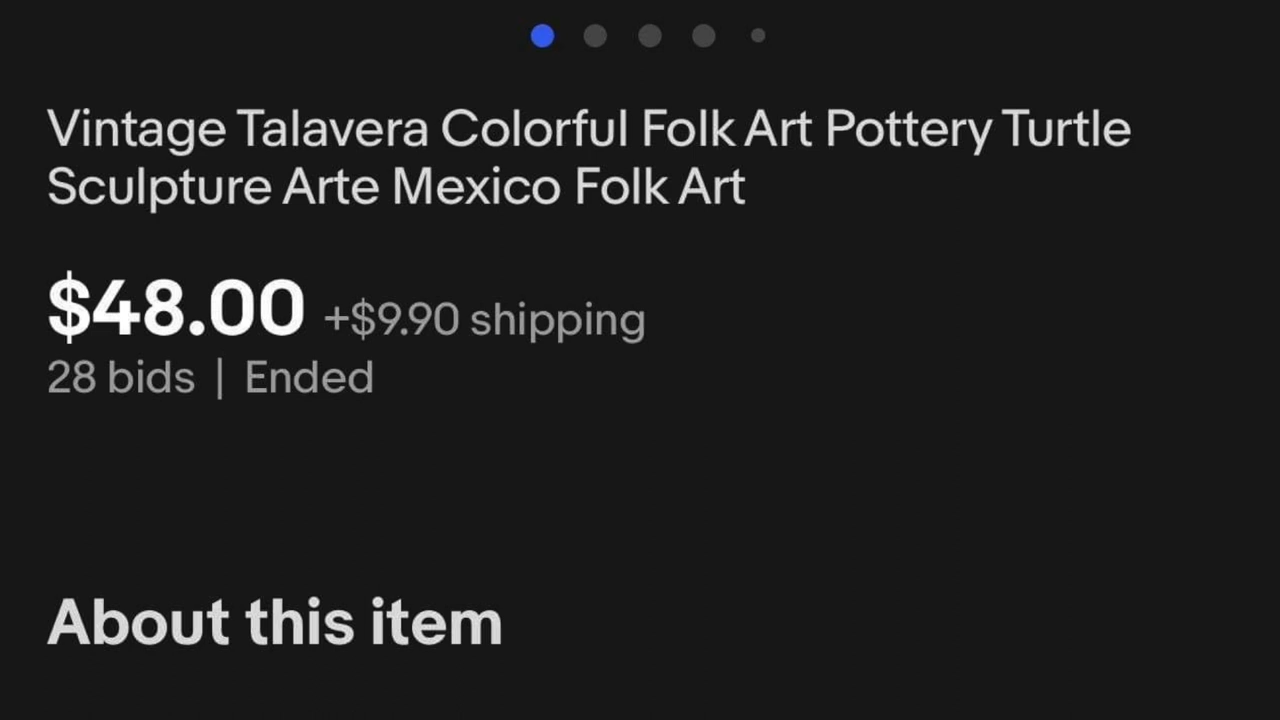 Vintage Talavera Colorful Folk Art Pottery Turtle
Sculpture Arte Mexico Folk Art
$48.00 +$9.90 shipping
28 bids | Ended
About this item